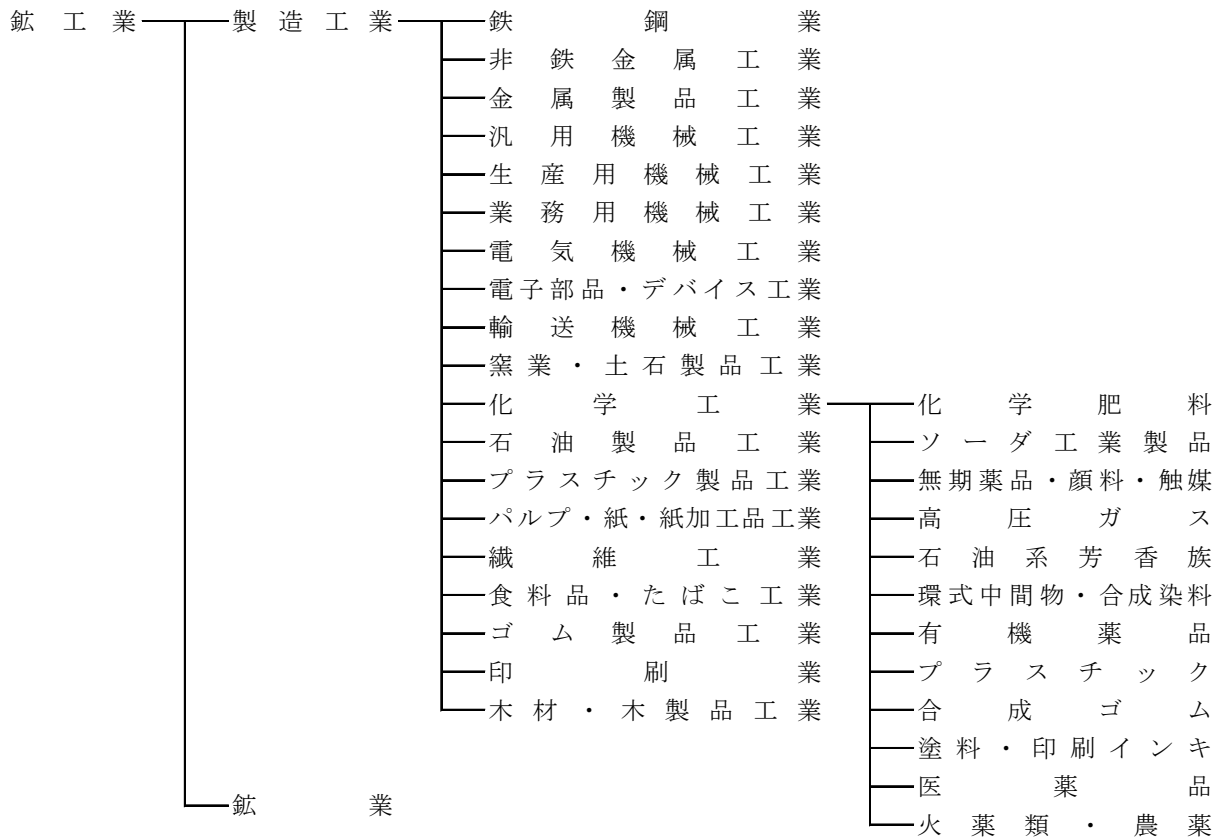 鉱工業 製造工業 鉄鋼業
非鉄金属工業
金属製品工業
汎用機械工業
生産用機械工業
業務用機械工業
電気機械工業
電子部品・デバイス工業
輸送機械工業
窯業・土石製品工業
化学工業 化学肥料
石油製品工業 ソーダ工業製品
プラスチック製品工業 無期薬品・顔料・触媒
パルプ・紙・紙加工品工業 高圧ガス
繊維工業 石油系芳香族
食料品・たばこ工業 環式中間物・合成染料
ゴム製品工業 有機薬品
印刷業 プラスチック
木材・木製品工業 合成ゴム
塗料・印刷インキ
鉱業 医薬品
火薬類・農薬